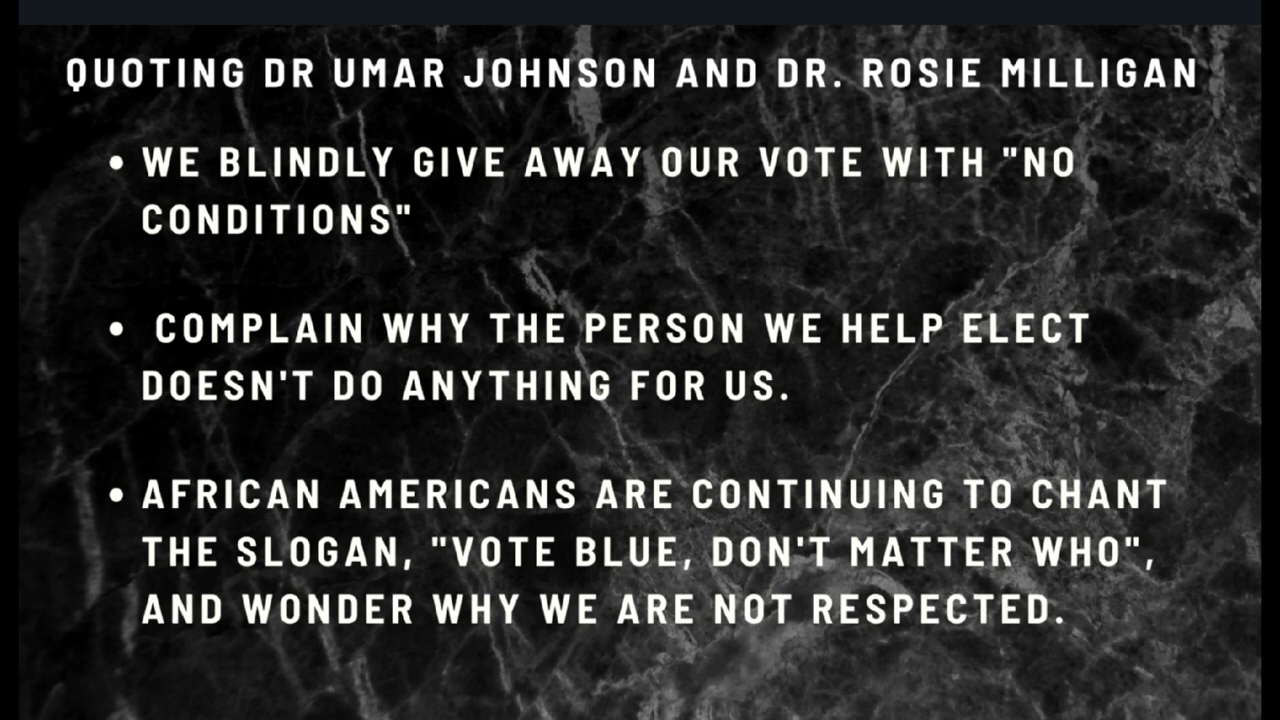 QUOTING DR UMAR JOHNSON AND DR. ROSIE MILLIGAN
• WE BLINDLY GIVE AWAY OUR VOTE WITH "NO
CONDITIONS"
• COMPLAIN WHY THE PERSON WE HELP ELECT
DOESN'T DO ANYTHING FOR US.
• AFRICAN AMERICANS ARE CONTINUING TO CHANT
THE SLOGAN, "VOTE BLUE, DON'T MATTER WHO",
AND WONDER WHY WE ARE NOT RESPECTED.